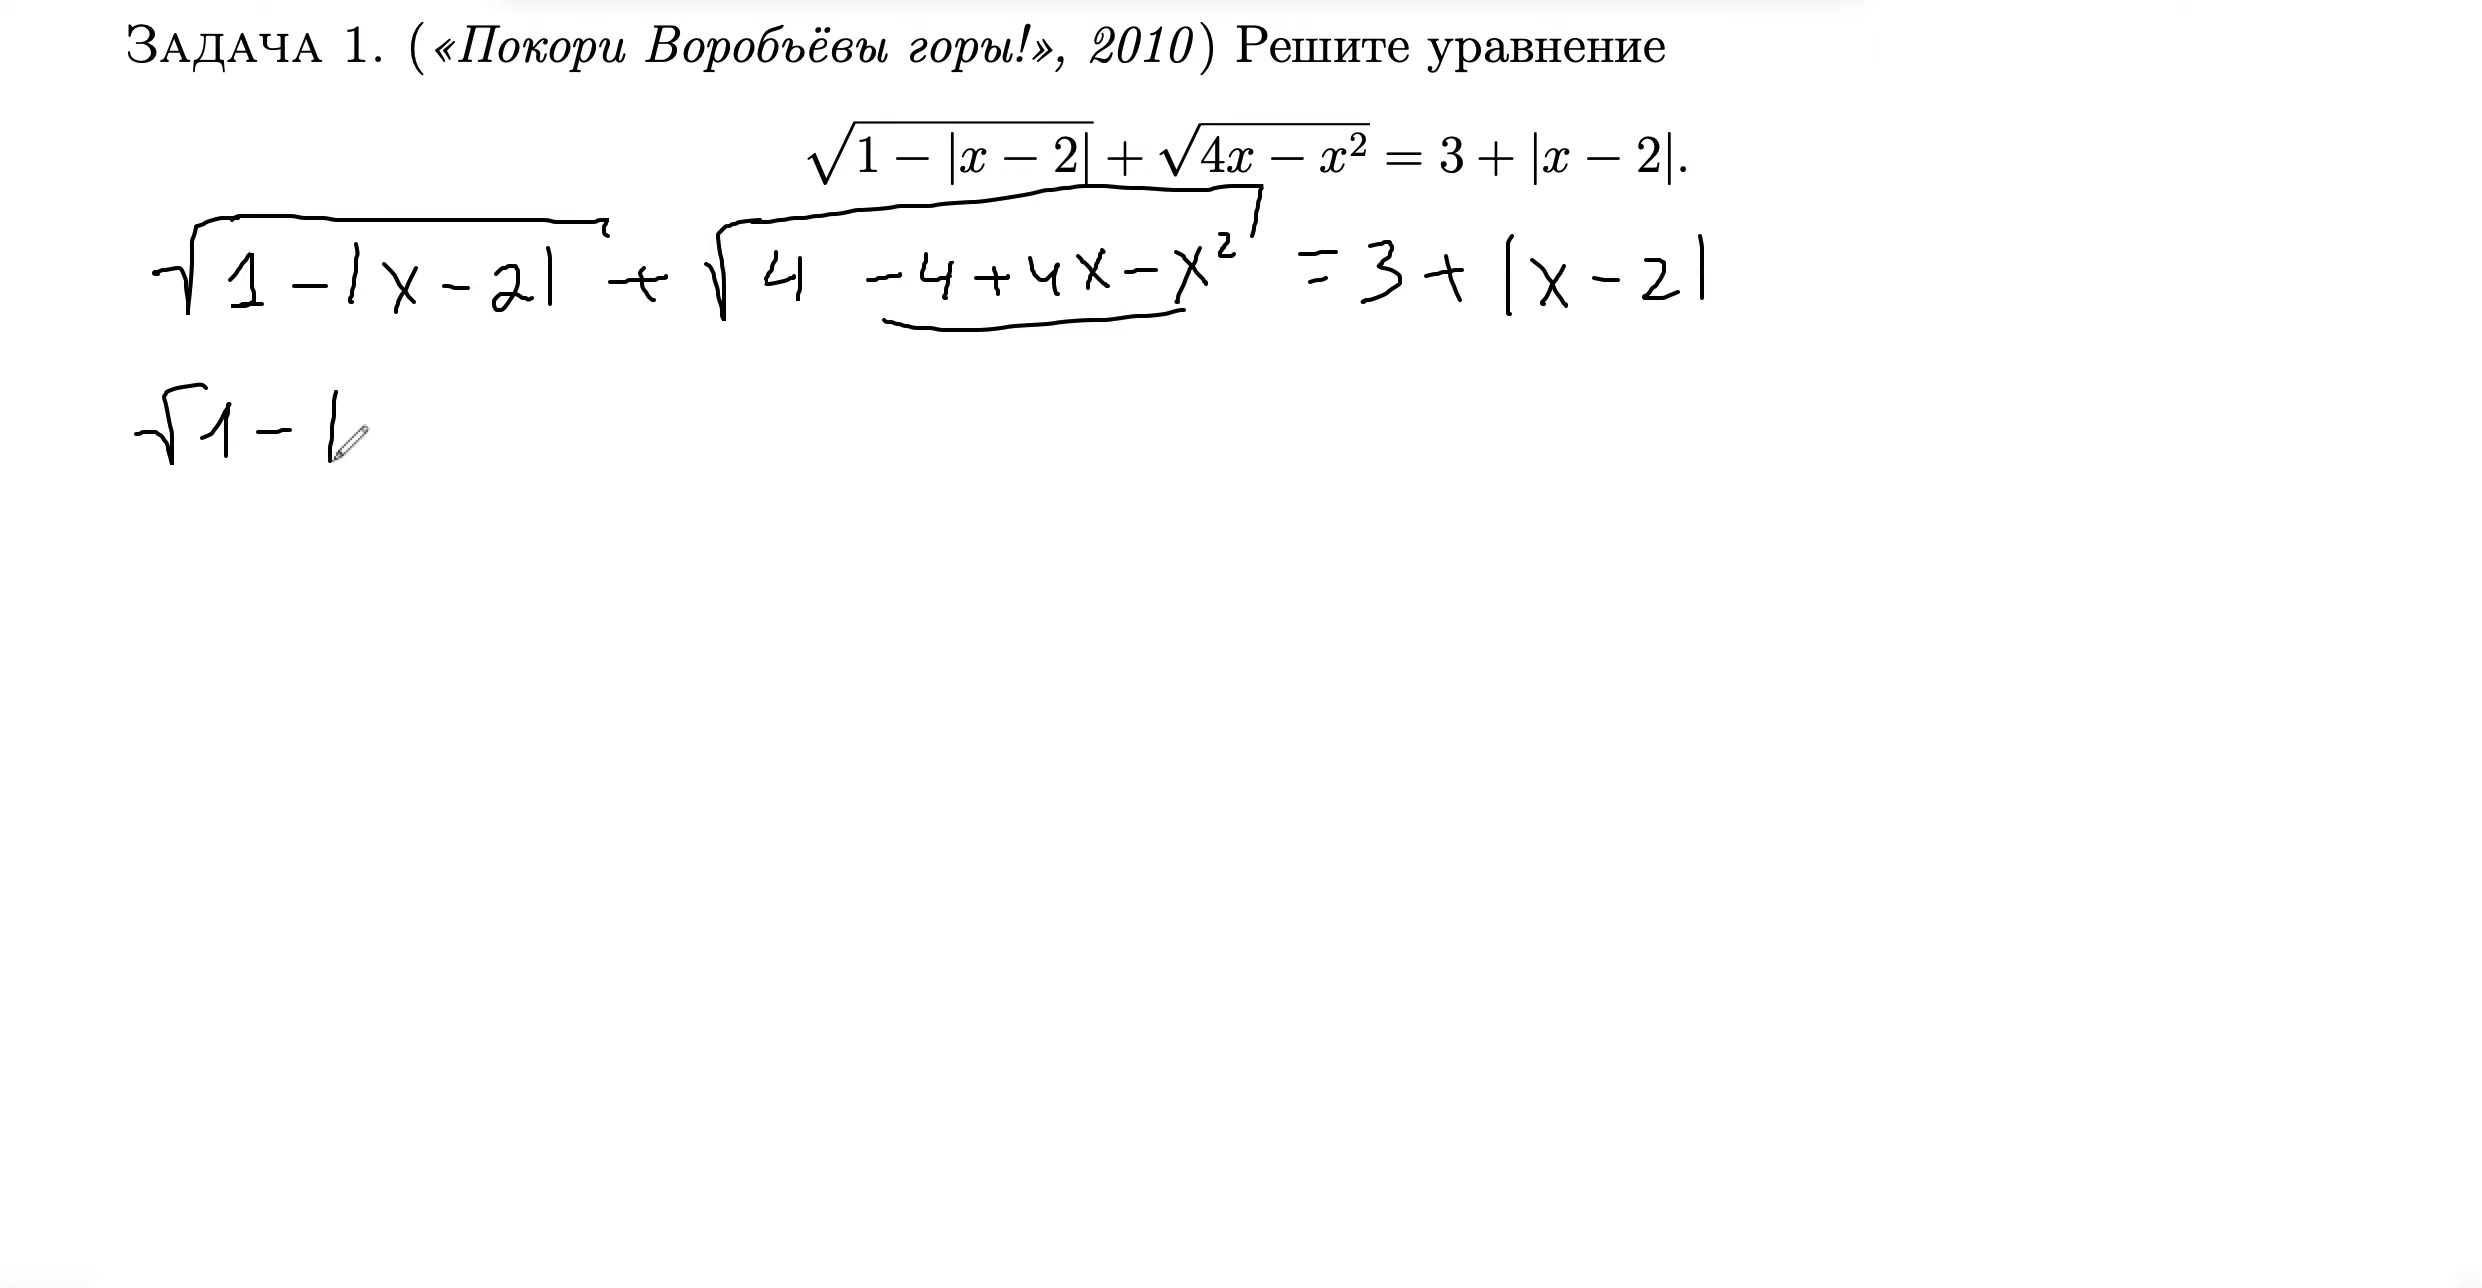 Задача 1. («Покори Воробьёвы горы!», 2010) Решите уравнение
√(1 − |x − 2|) + √(4x − x²) = 3 + |x − 2|.
√(1 − |x − 2|) + √(4 − 4 + 4x − x²) = 3 + |x − 2|
√1 − |